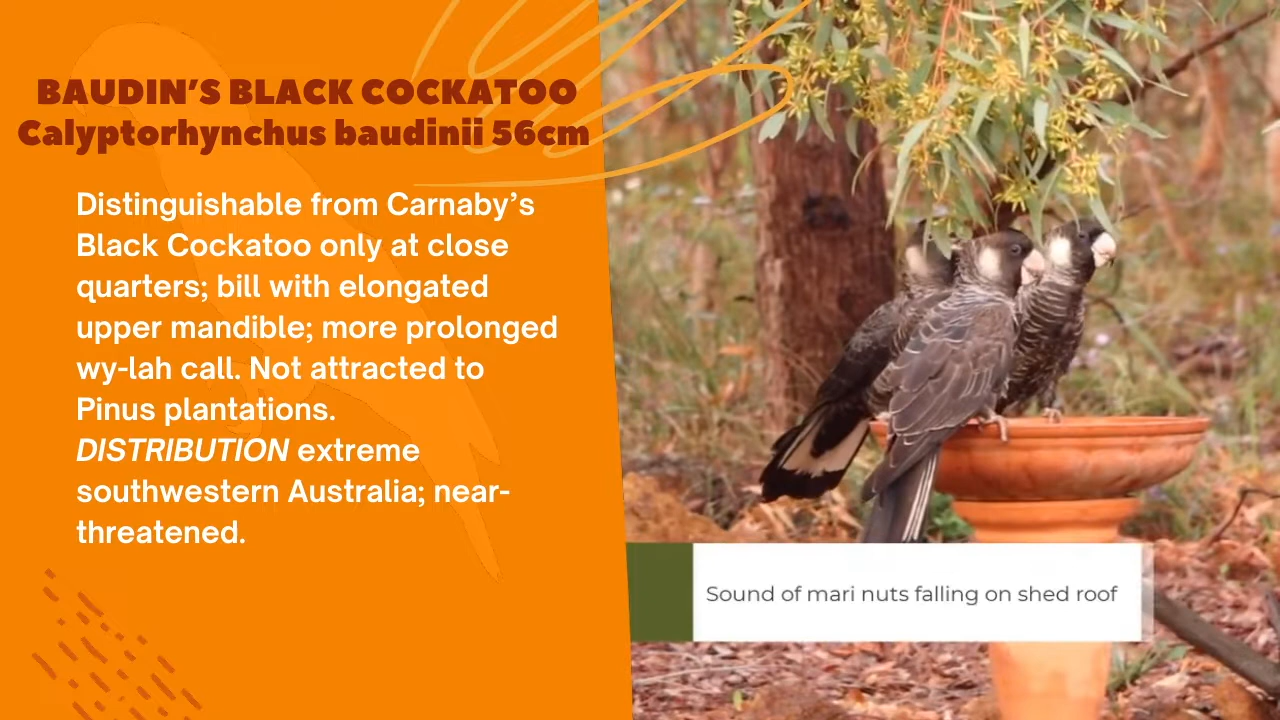 BAUDIN'S BLACK COCKATOO
Calyptorhynchus baudinii 56cm
Distinguishable from Carnaby's
Black Cockatoo only at close
quarters; bill with elongated
upper mandible; more prolonged
wy-lah call. Not attracted to
Pinus plantations.
DISTRIBUTION extreme
southwestern Australia; near-
threatened.
Sound of mari nuts falling on shed roof